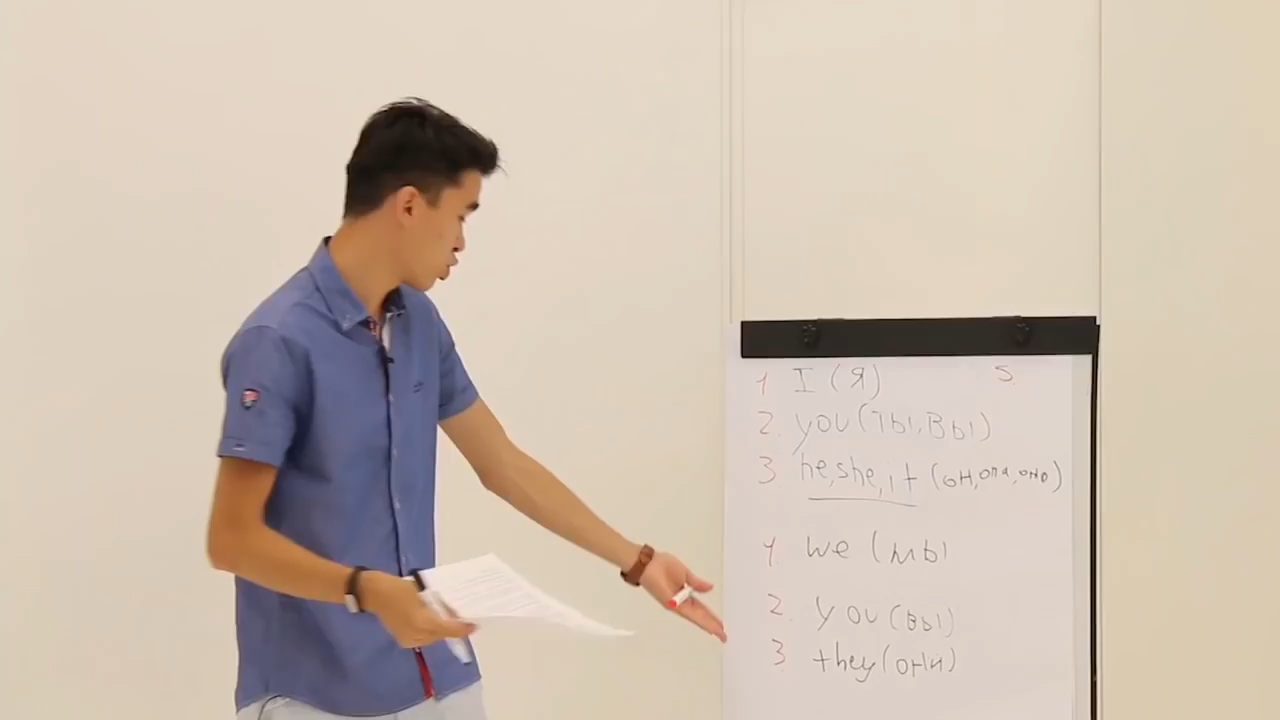 1 I (Я) S.
2. you (Ты, Вы)
3 he, she, it (он, она, оно)
1 we (мы
2. you (Вы)
3 they (они)